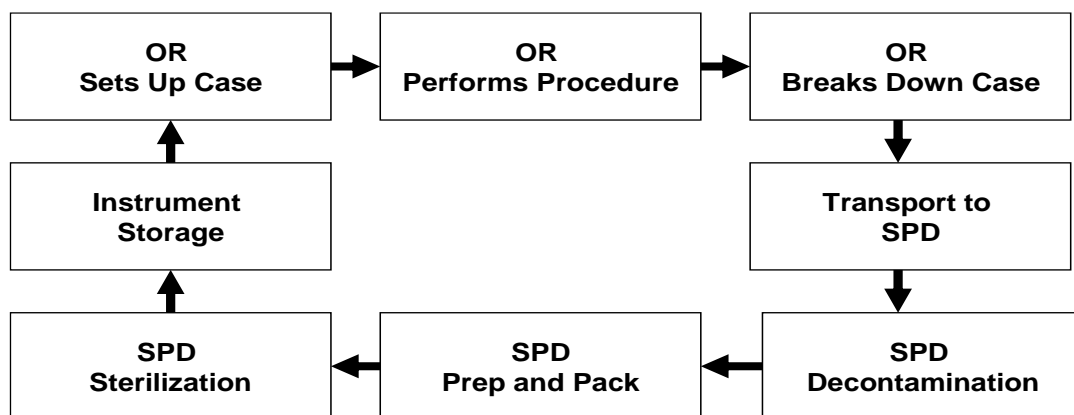 OR
Sets Up Case
OR
Performs Procedure
OR
Breaks Down Case
Instrument
Storage
Transport to
SPD
SPD
Sterilization
SPD
Prep and Pack
SPD
Decontamination